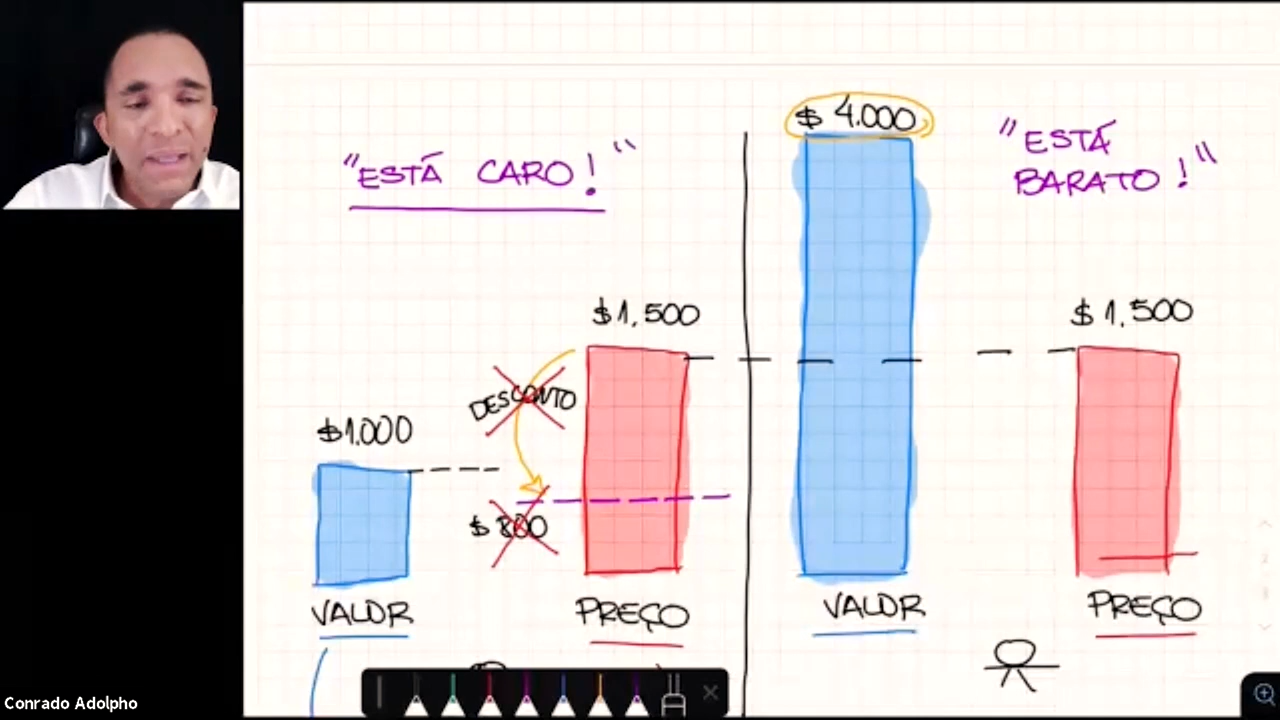 "ESTÁ CARO!"
$1.000
VALOR
DESCONTO
$ 800
$1.500
PREÇO
$ 4.000
VALOR
"ESTÁ
BARATO!"
$1.500
PREÇO
Conrado Adolpho